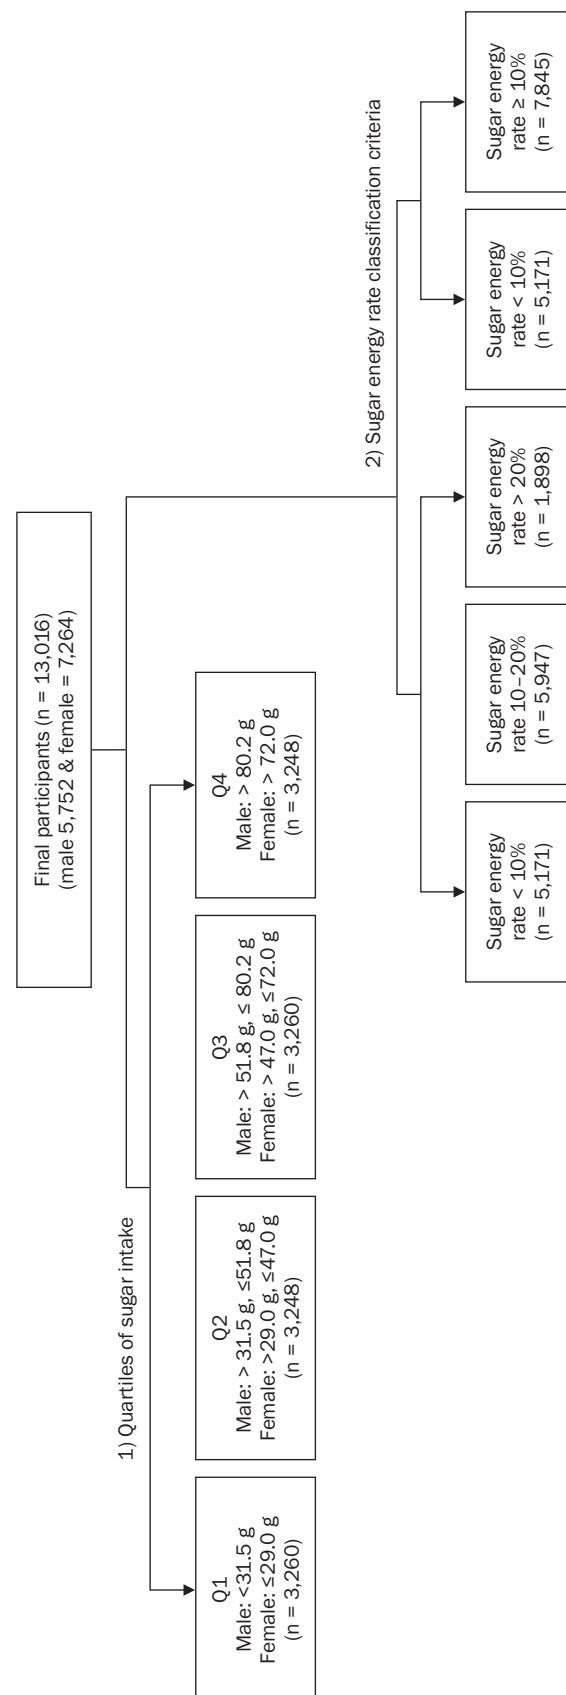 Final participants (n = 13,016)
(male 5,752 & female = 7,264)
1) Quartiles of sugar intake
Q1
Male: <31.5 g
Female: ≤29.0 g
(n = 3,260)
Q2
Male: > 31.5 g, ≤51.8 g
Female: >29.0 g, ≤47.0 g
(n = 3,248)
Q3
Male: > 51.8 g, ≤ 80.2 g
Female: > 47.0 g, ≤72.0 g
(n = 3,260)
Q4
Male: > 80.2 g
Female: > 72.0 g
(n = 3,248)
2) Sugar energy rate classification criteria
Sugar energy
rate < 10%
(n = 5,171)
Sugar energy
rate 10–20%
(n = 5,947)
Sugar energy
rate > 20%
(n = 1,898)
Sugar energy
rate < 10%
(n = 5,171)
Sugar energy
rate ≥ 10%
(n = 7,845)